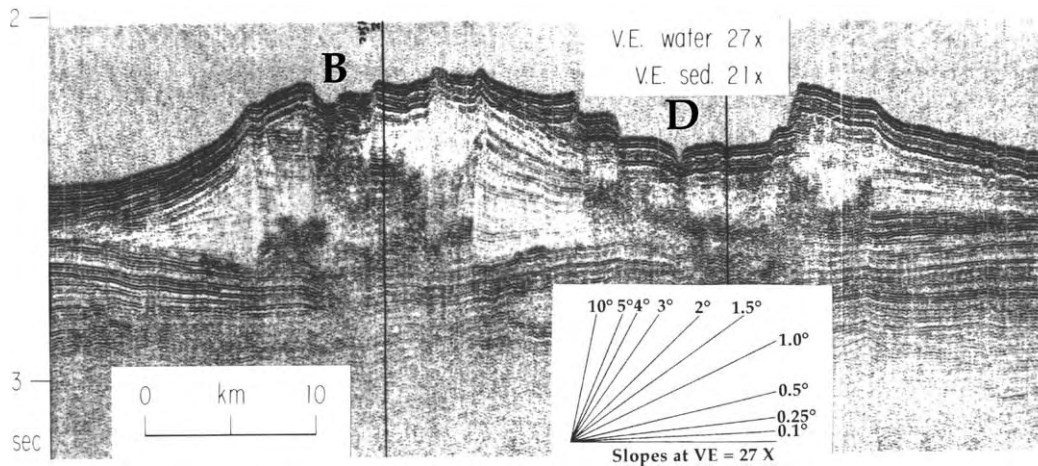 2
V.E. water 27x
V.E. sed. 21x
B
D
10° 5° 4° 3° 2° 1.5°
1.0°
0.5°
0.25°
0.1°
Slopes at VE = 27 X
3
sec
0 km 10